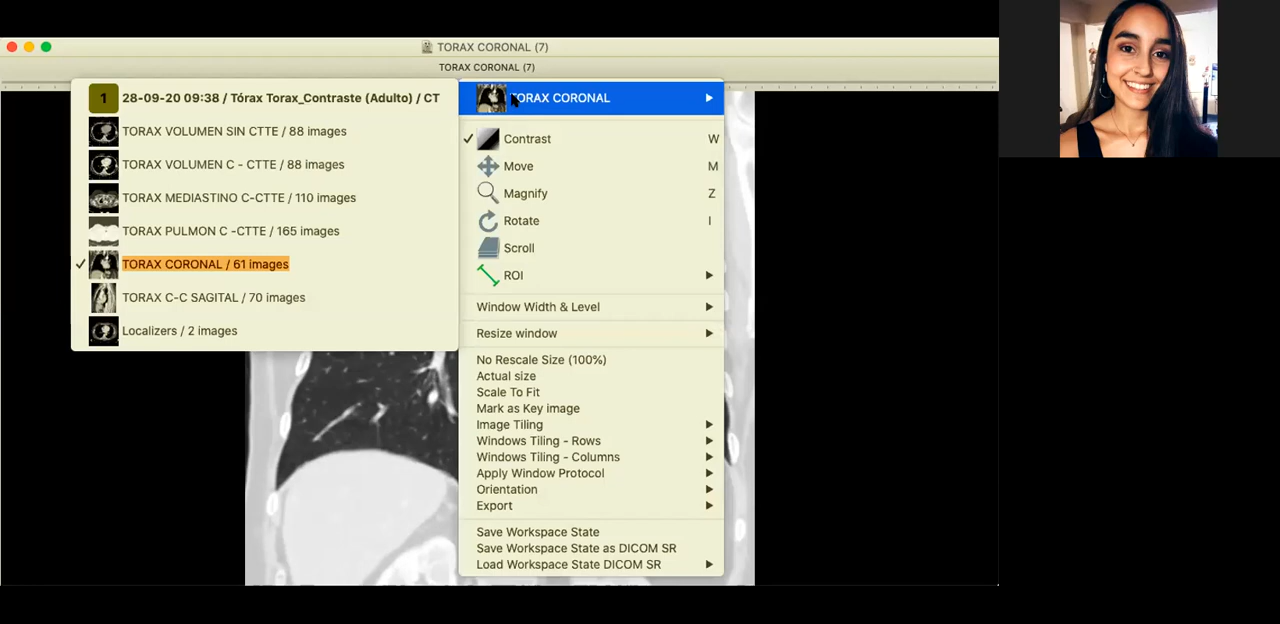 TORAX CORONAL (7)
TORAX CORONAL (7)
1 28-09-20 09:38 / Tórax Torax_Contraste (Adulto) / CT
TORAX VOLUMEN SIN CTTE / 88 images
TORAX VOLUMEN C - CTTE / 88 images
TORAX MEDIASTINO C-CTTE / 110 images
TORAX PULMON C -CTTE / 165 images
TORAX CORONAL / 61 images
TORAX C-C SAGITAL / 70 images
Localizers / 2 images
TORAX CORONAL
Contrast W
Move M
Magnify Z
Rotate I
Scroll
ROI
Window Width & Level
Resize window
No Rescale Size (100%)
Actual size
Scale To Fit
Mark as Key image
Image Tiling
Windows Tiling - Rows
Windows Tiling - Columns
Apply Window Protocol
Orientation
Export
Save Workspace State
Save Workspace State as DICOM SR
Load Workspace State DICOM SR